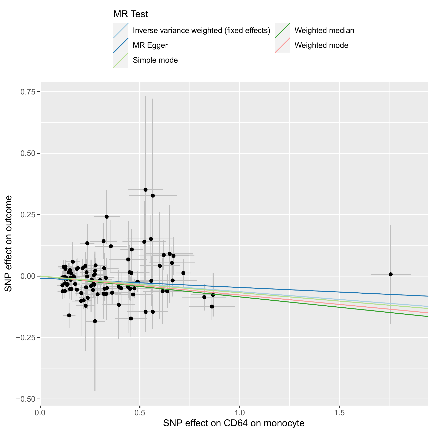 MR Test
Inverse variance weighted (fixed effects)
Weighted median
MR Egger
Weighted mode
Simple mode
0.75
0.50
0.25
0.00
−0.25
−0.50
SNP effect on outcome
0.0
0.5
1.0
1.5
SNP effect on CD64 on monocyte